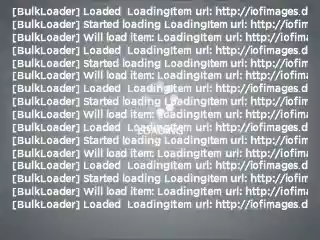 [BulkLoader] Loaded  LoadingItem url: http://iofimages.d
[BulkLoader] Started loading LoadingItem url: http://iofim
[BulkLoader] Will load item: LoadingItem url: http://iofima
[BulkLoader] Loaded  LoadingItem url: http://iofimages.d
[BulkLoader] Started loading LoadingItem url: http://iofim
[BulkLoader] Will load item: LoadingItem url: http://iofima
[BulkLoader] Loaded  LoadingItem url: http://iofimages.d
[BulkLoader] Started loading LoadingItem url: http://iofim
[BulkLoader] Will load item: LoadingItem url: http://iofima
[BulkLoader] Loaded  LoadingItem url: http://iofimages.d
LOADING
[BulkLoader] Started loading LoadingItem url: http://iofim
[BulkLoader] Will load item: LoadingItem url: http://iofima
[BulkLoader] Loaded  LoadingItem url: http://iofimages.d
[BulkLoader] Started loading LoadingItem url: http://iofim
[BulkLoader] Will load item: LoadingItem url: http://iofima
[BulkLoader] Loaded  LoadingItem url: http://iofimages.d